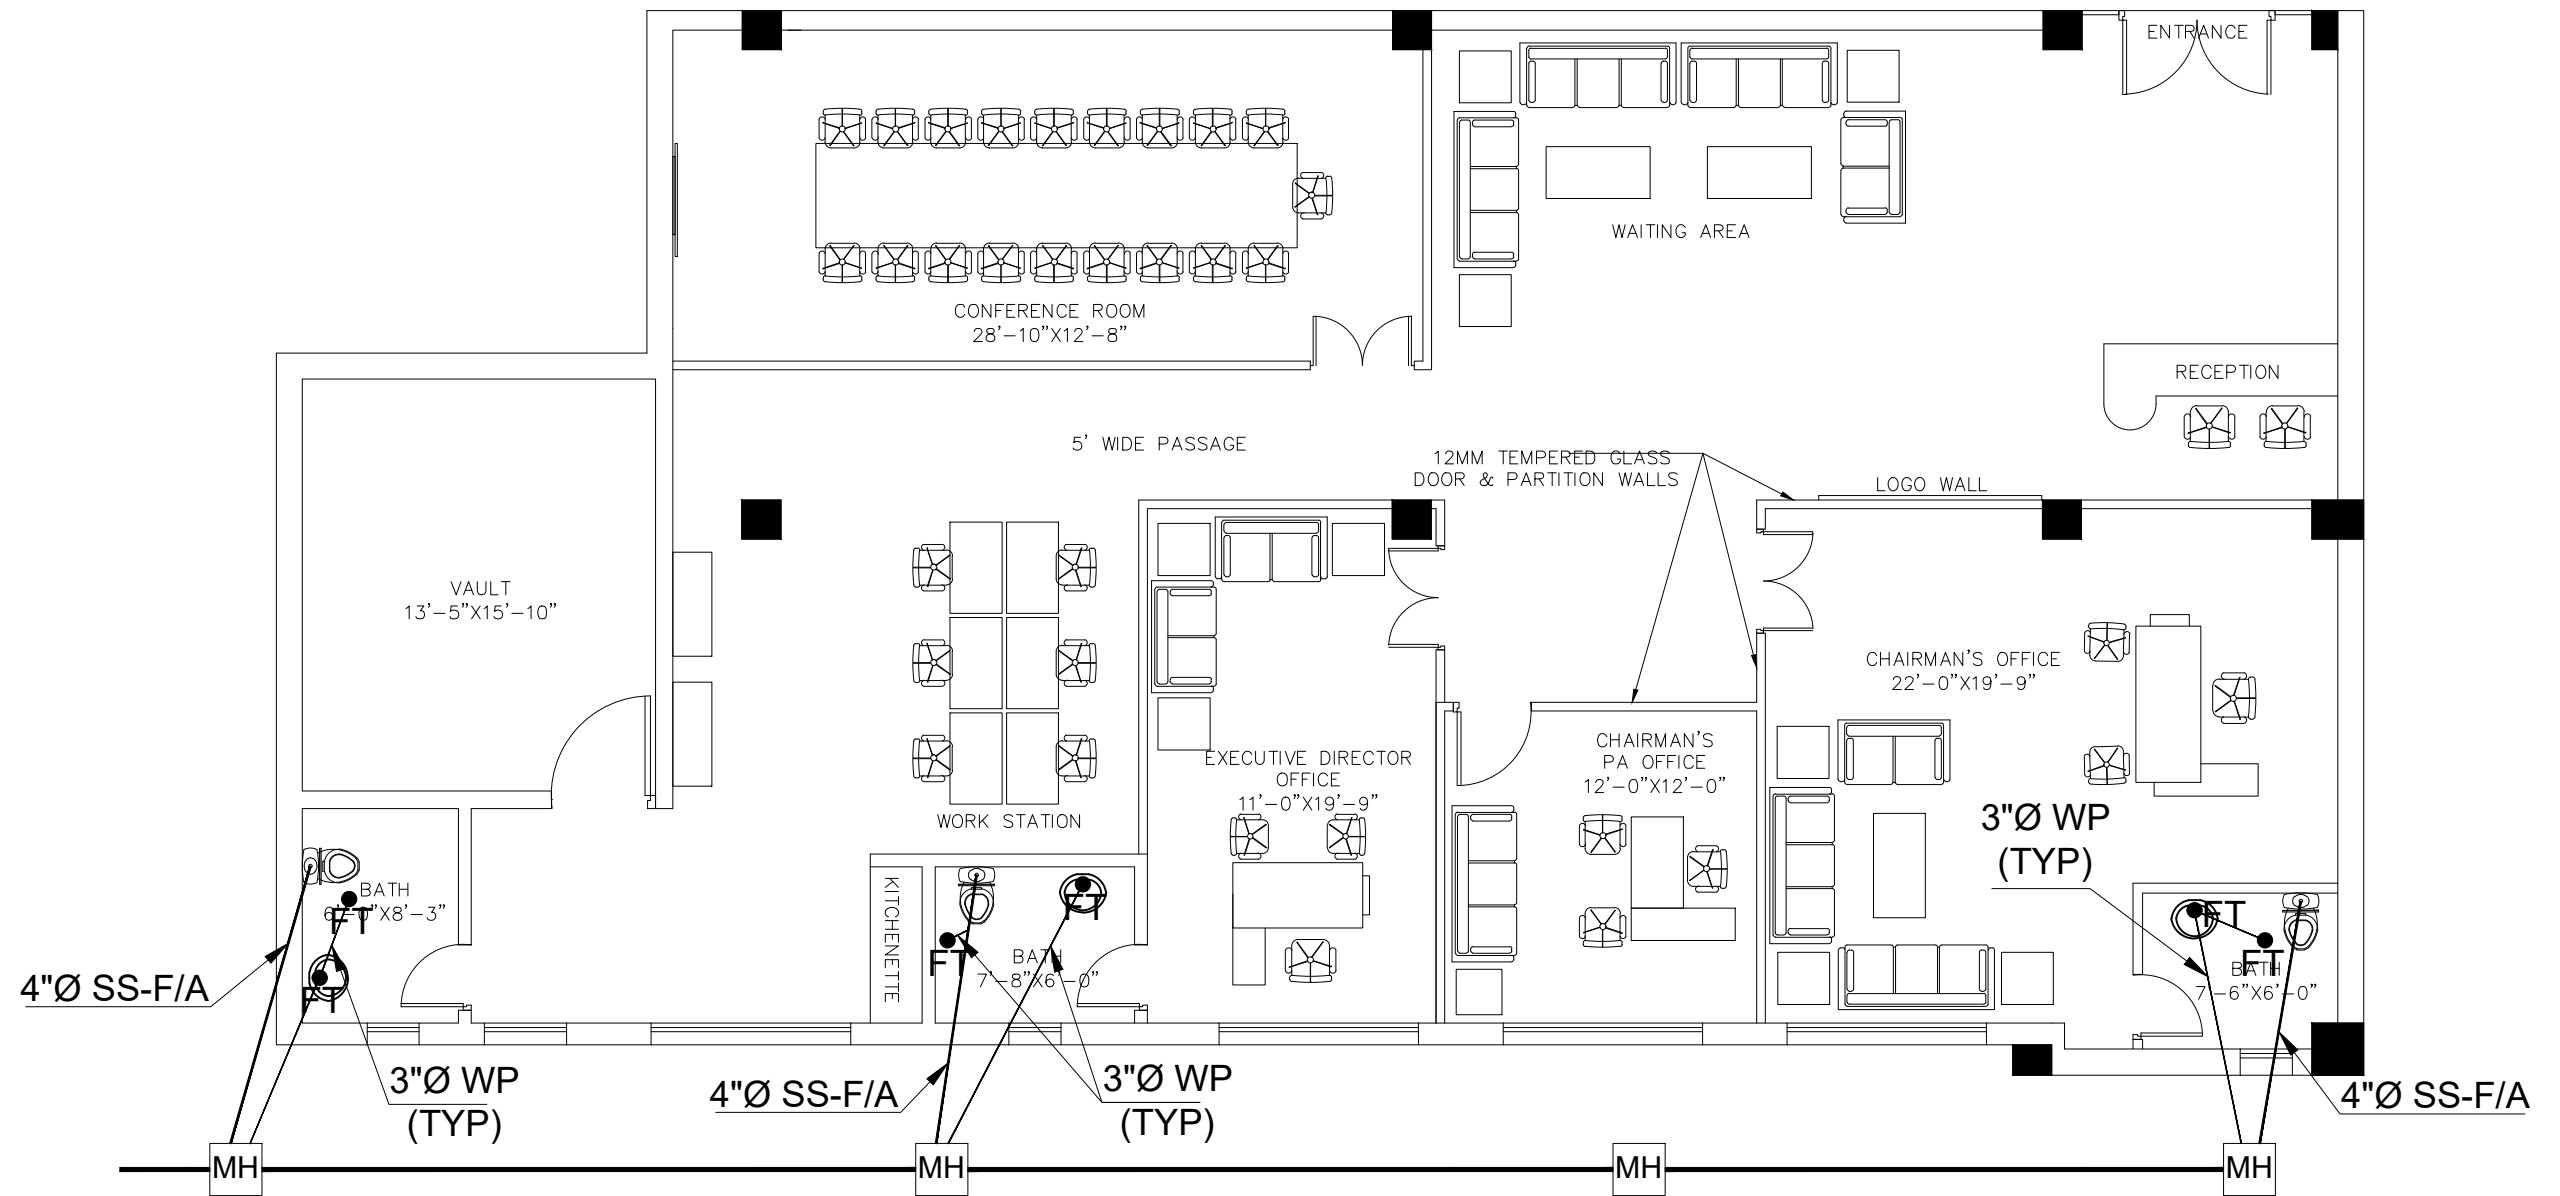 ENTRANCE
WAITING AREA
CONFERENCE ROOM
28'-10"X12'-8"
RECEPTION
5' WIDE PASSAGE
12MM TEMPERED GLASS
DOOR & PARTITION WALLS
LOGO WALL
VAULT
13'-5"X15'-10"
CHAIRMAN'S OFFICE
22'-0"X19'-9"
EXECUTIVE DIRECTOR
OFFICE
11'-0"X19'-9"
CHAIRMAN'S
PA OFFICE
12'-0"X12'-0"
WORK STATION
3"Ø WP
(TYP)
KITCHENETTE
BATH
6'-0"X8'-3"
FT
FT
4"Ø SS-F/A
FT
FT
BATH
7'-8"X6'-0"
FT
FT
BATH
7'-6"X6'-0"
3"Ø WP
(TYP)
4"Ø SS-F/A
3"Ø WP
(TYP)
4"Ø SS-F/A
MH
MH
MH
MH